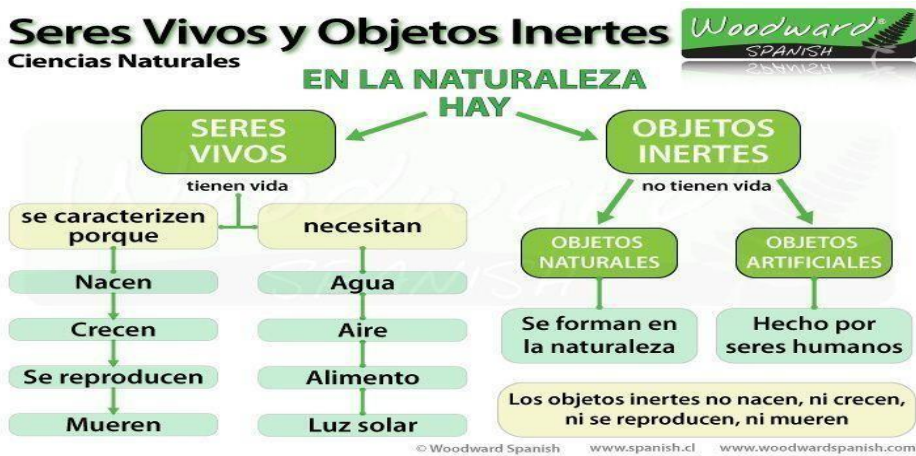 Seres Vivos y Objetos Inertes
Ciencias Naturales
Woodward®
SPANISH
EN LA NATURALEZA
HAY
SERES
VIVOS
tienen vida
se caracterizen
porque
Nacen
Crecen
Se reproducen
Mueren
necesitan
Agua
Aire
Alimento
Luz solar
OBJETOS
INERTES
no tienen vida
OBJETOS
NATURALES
Se forman en
la naturaleza
OBJETOS
ARTIFICIALES
Hecho por
seres humanos
Los objetos inertes no nacen, ni crecen,
ni se reproducen, ni mueren
© Woodward Spanish www.spanish.cl www.woodwardspanish.com